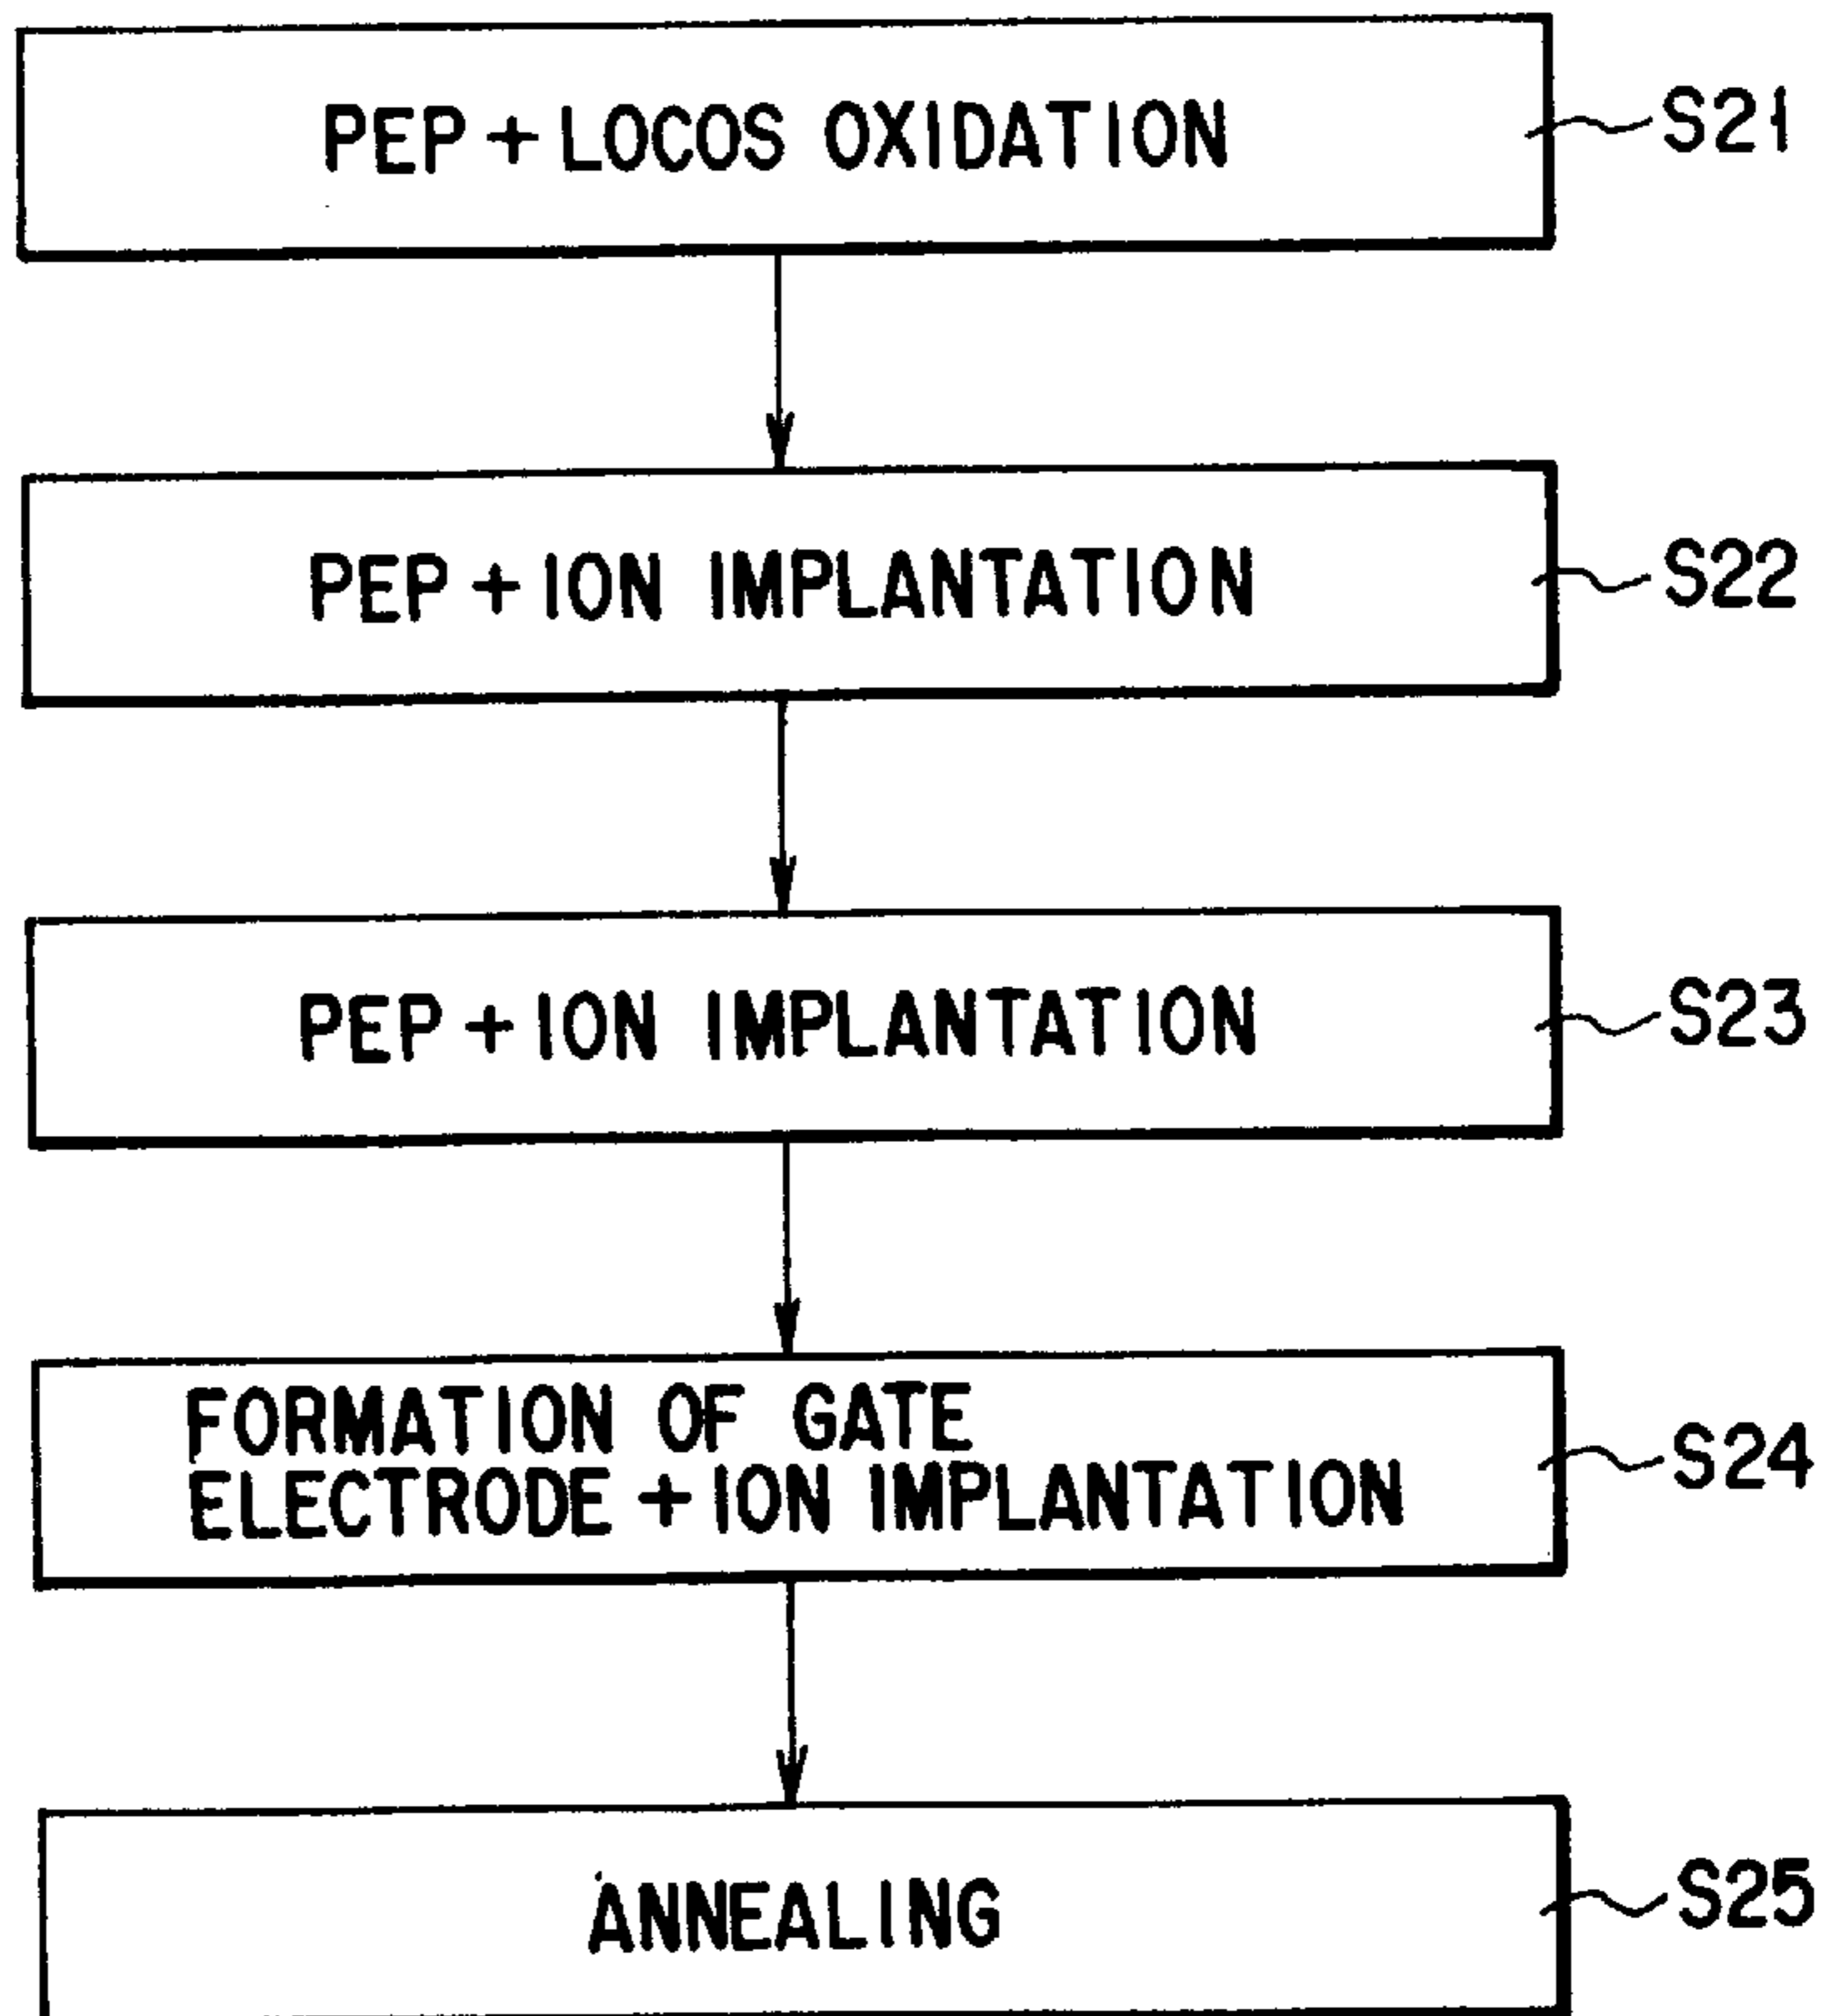 PEP + LOCOS OXIDATION
S21
PEP + ION IMPLANTATION
S22
PEP + ION IMPLANTATION
S23
FORMATION OF GATE
ELECTRODE + ION IMPLANTATION
S24
ANNEALING
S25